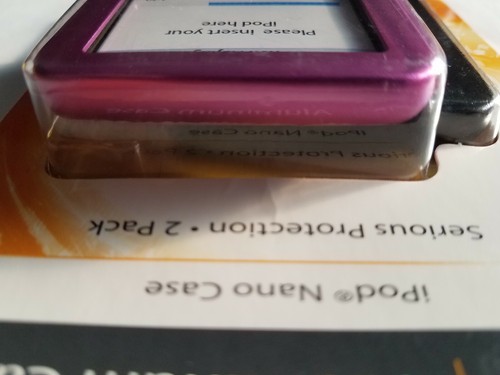 iPod® Nano Case
Serious Protection • 2 Pack
iPod® Nano Case
Aluminum Case
Please insert your
iPod here